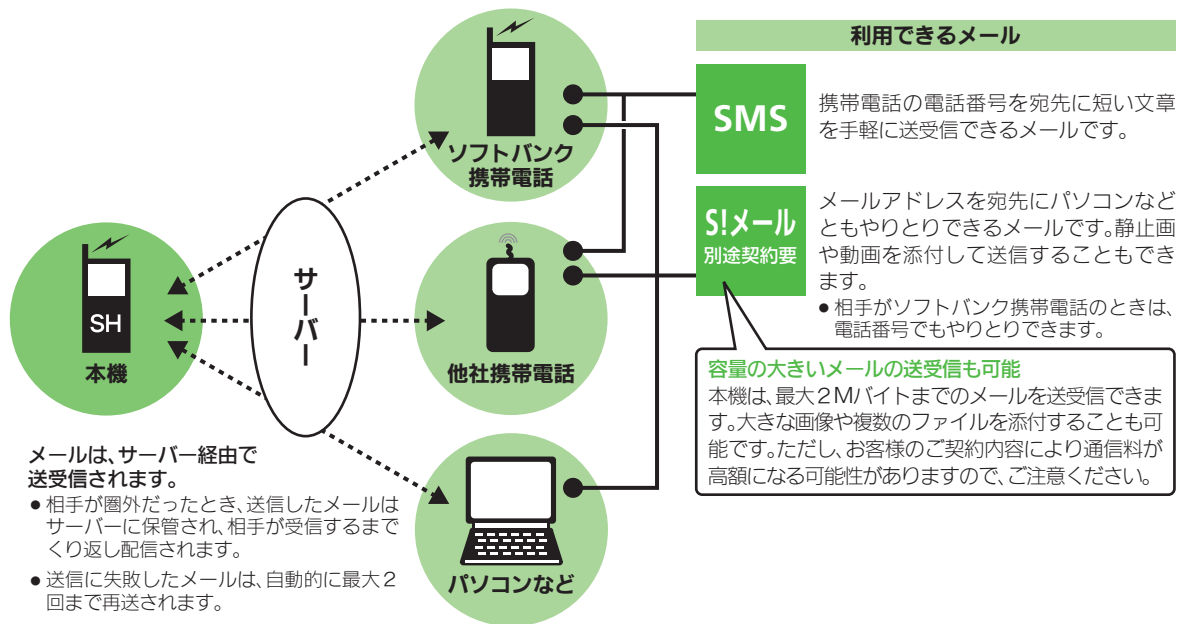 利用できるメール
SMS
携帯電話の電話番号を宛先に短い文章
を手軽に送受信できるメールです。
S!メール
別途契約要
メールアドレスを宛先にパソコンなど
ともやりとりできるメールです。静止画
や動画を添付して送信することもでき
ます。
●相手がソフトバンク携帯電話のときは、
電話番号でもやりとりできます。
容量の大きいメールの送受信も可能
本機は、最大2Mバイトまでのメールを送受信できま
す。大きな画像や複数のファイルを添付することも可
能です。ただし、お客様のご契約内容により通信料が
高額になる可能性がありますので、ご注意ください。
ソフトバンク
携帯電話
サーバー
SH
本機
他社携帯電話
パソコンなど
メールは、サーバー経由で
送受信されます。
●相手が圏外だったとき、送信したメールは
サーバーに保管され、相手が受信するまで
くり返し配信されます。
●送信に失敗したメールは、自動的に最大2
回まで再送されます。